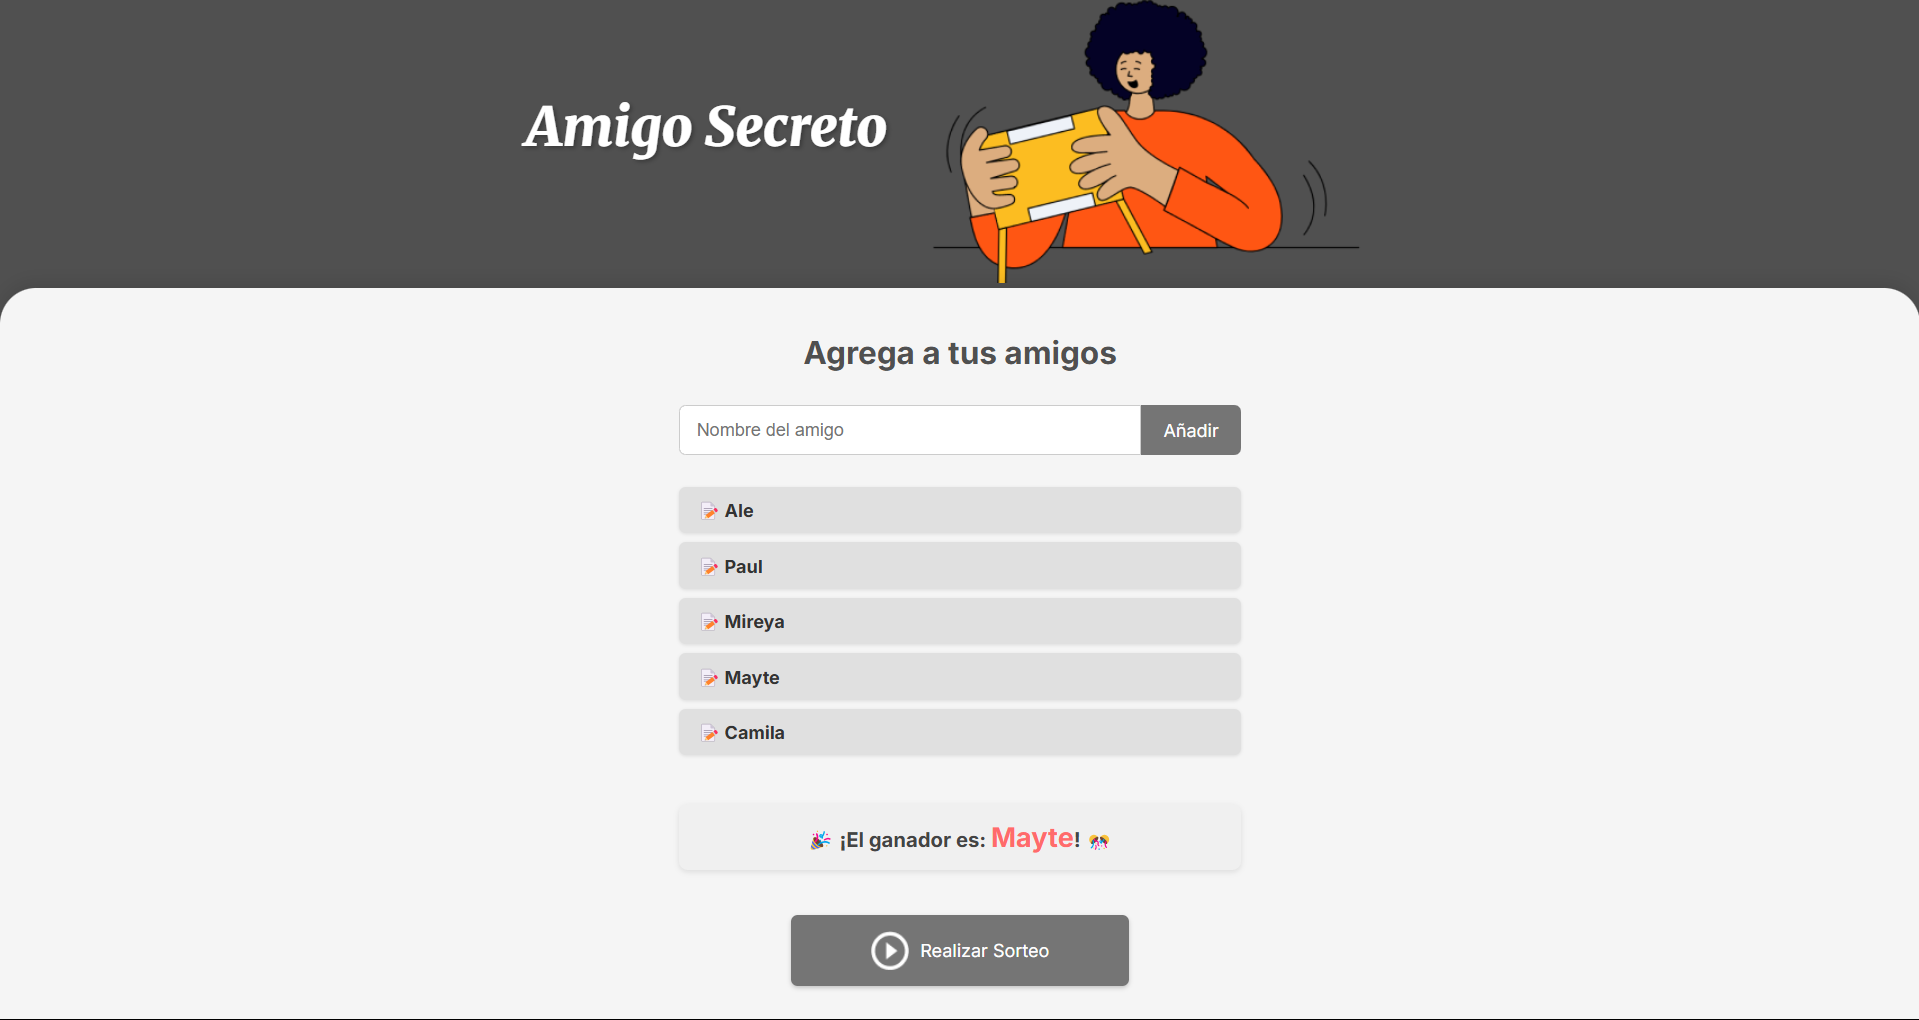 Amigo Secreto
Agrega a tus amigos
Nombre del amigo
Añadir
📝 Ale
📝 Paul
📝 Mireya
📝 Mayte
📝 Camila
🎉 ¡El ganador es: Mayte! 🎊
Realizar Sorteo